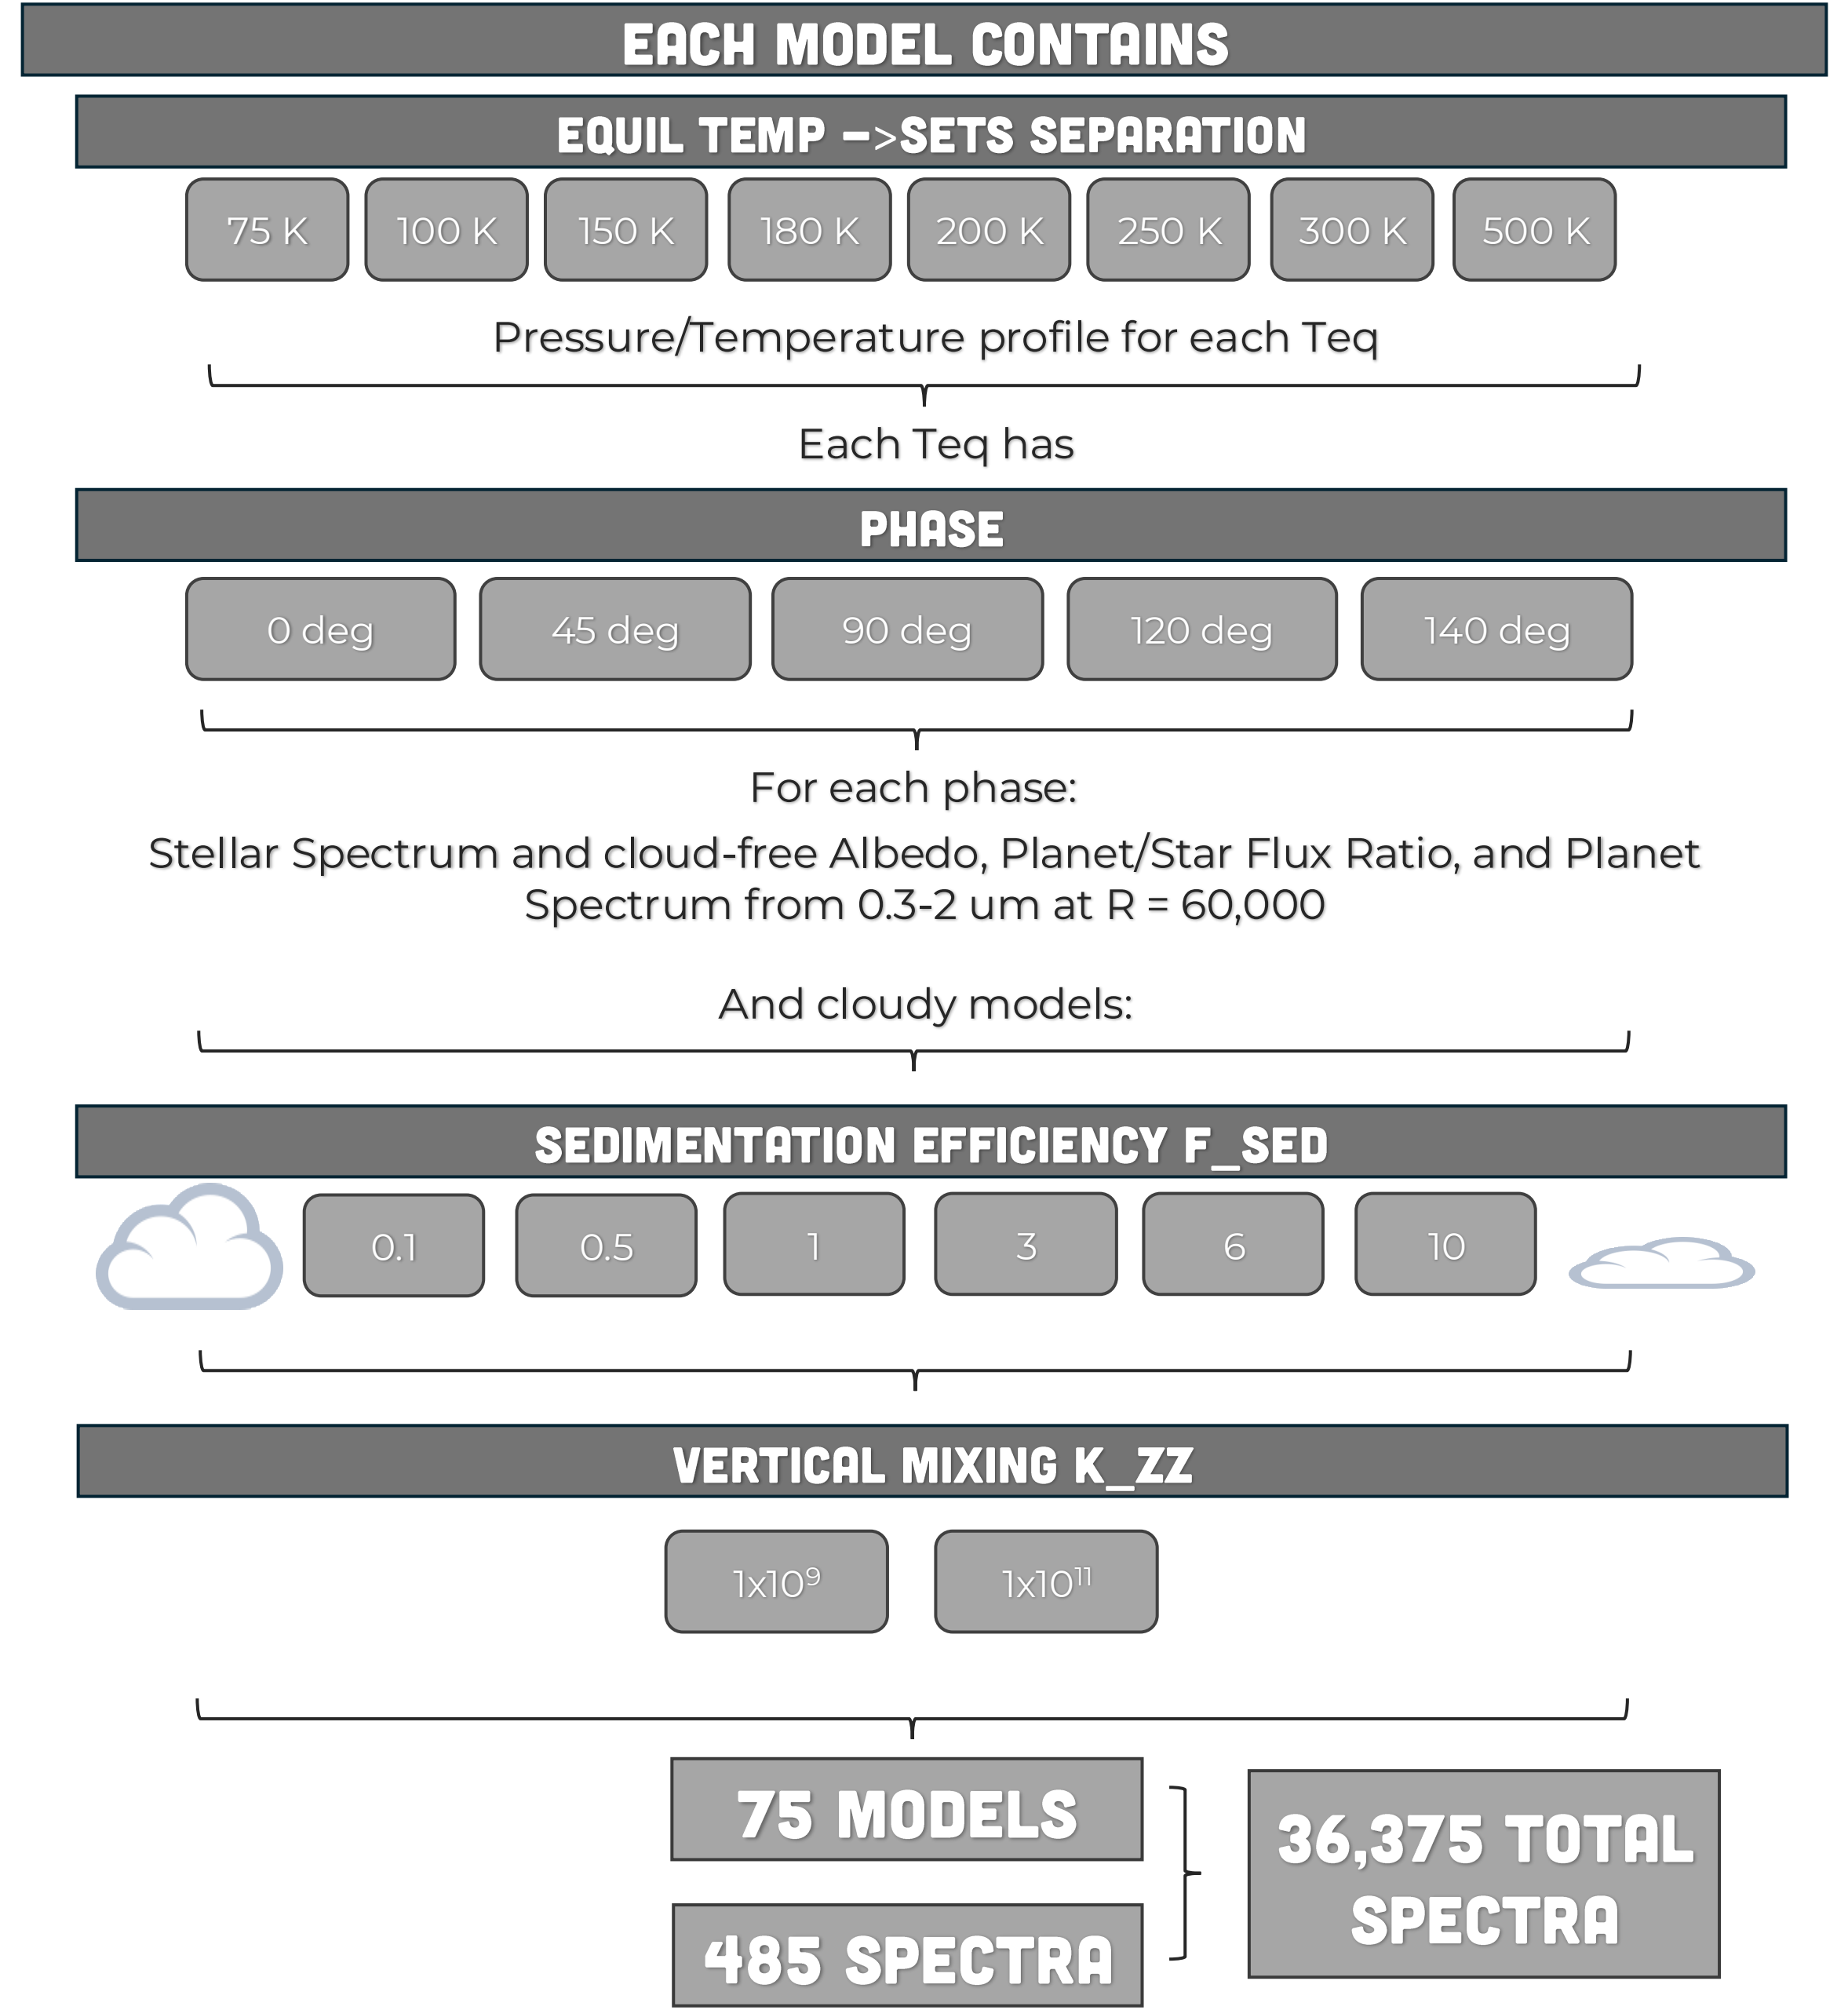 EACH MODEL CONTAINS
EQUIL TEMP –>SETS SEPARATION
75 K 100 K 150 K 180 K 200 K 250 K 300 K 500 K
Pressure/Temperature profile for each Teq
Each Teq has
PHASE
0 deg 45 deg 90 deg 120 deg 140 deg
For each phase:
Stellar Spectrum and cloud-free Albedo, Planet/Star Flux Ratio, and Planet
Spectrum from 0.3-2 um at R = 60,000
And cloudy models:
SEDIMENTATION EFFICIENCY F_SED
0.1 0.5 1 3 6 10
VERTICAL MIXING K_ZZ
1x10⁹ 1x10¹¹
75 MODELS
485 SPECTRA
36,375 TOTAL
SPECTRA